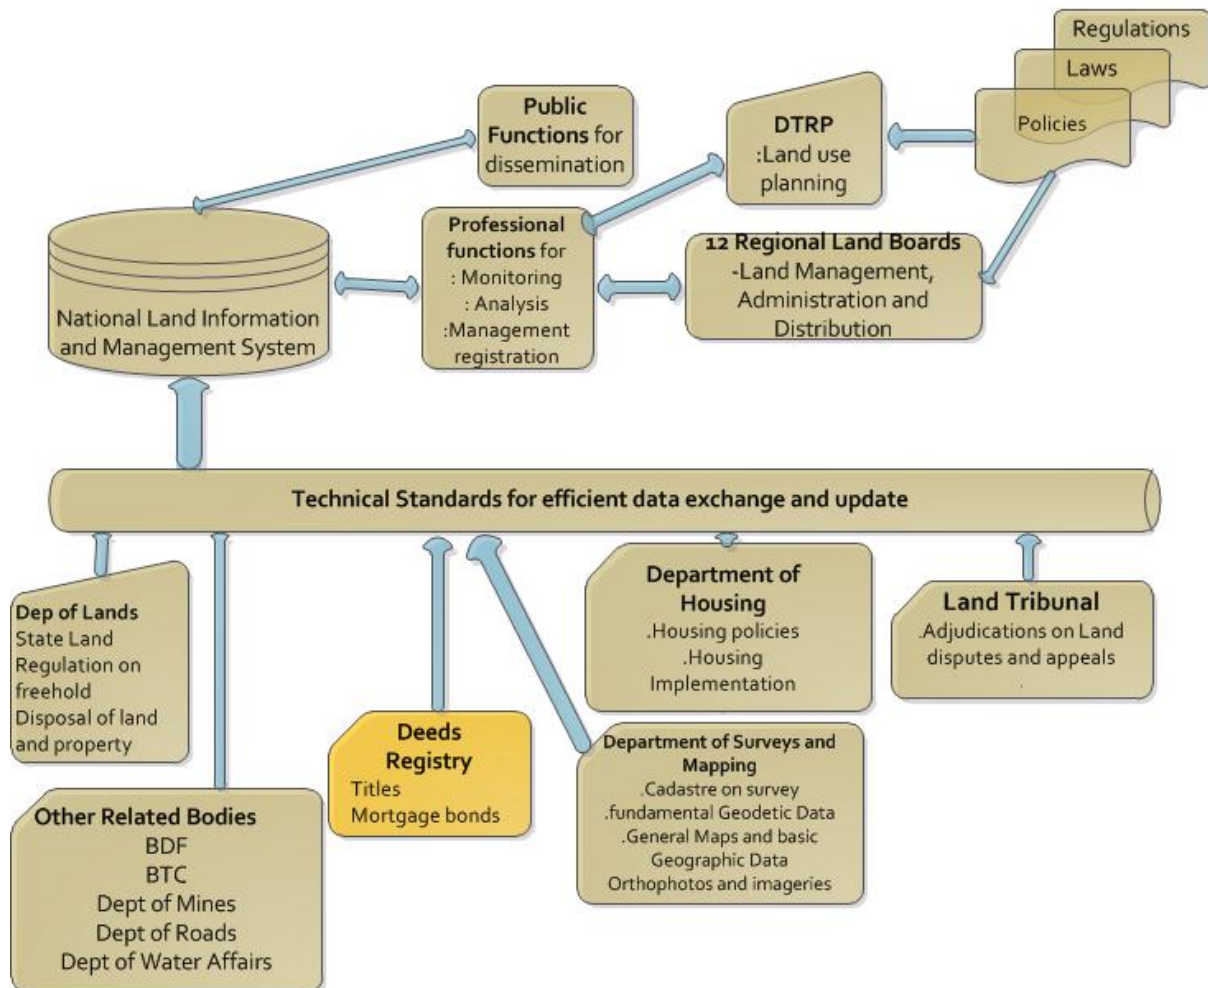 Regulations
Laws
Policies
Public
Functions for
dissemination
DTRP
:Land use
planning
Professional
functions for
: Monitoring
: Analysis
:Management
registration
12 Regional Land Boards
-Land Management,
Administration and
Distribution
National Land Information
and Management System
Technical Standards for efficient data exchange and update
Dep of Lands
State Land
Regulation on
freehold
Disposal of land
and property
Other Related Bodies
BDF
BTC
Dept of Mines
Dept of Roads
Dept of Water Affairs
Deeds
Registry
Titles
Mortgage bonds
Department of
Housing
.Housing policies
.Housing
Implementation
Department of Surveys and
Mapping
.Cadastre on survey
.fundamental Geodetic Data
.General Maps and basic
Geographic Data
Orthophotos and imageries
Land Tribunal
.Adjudications on Land
disputes and appeals
.